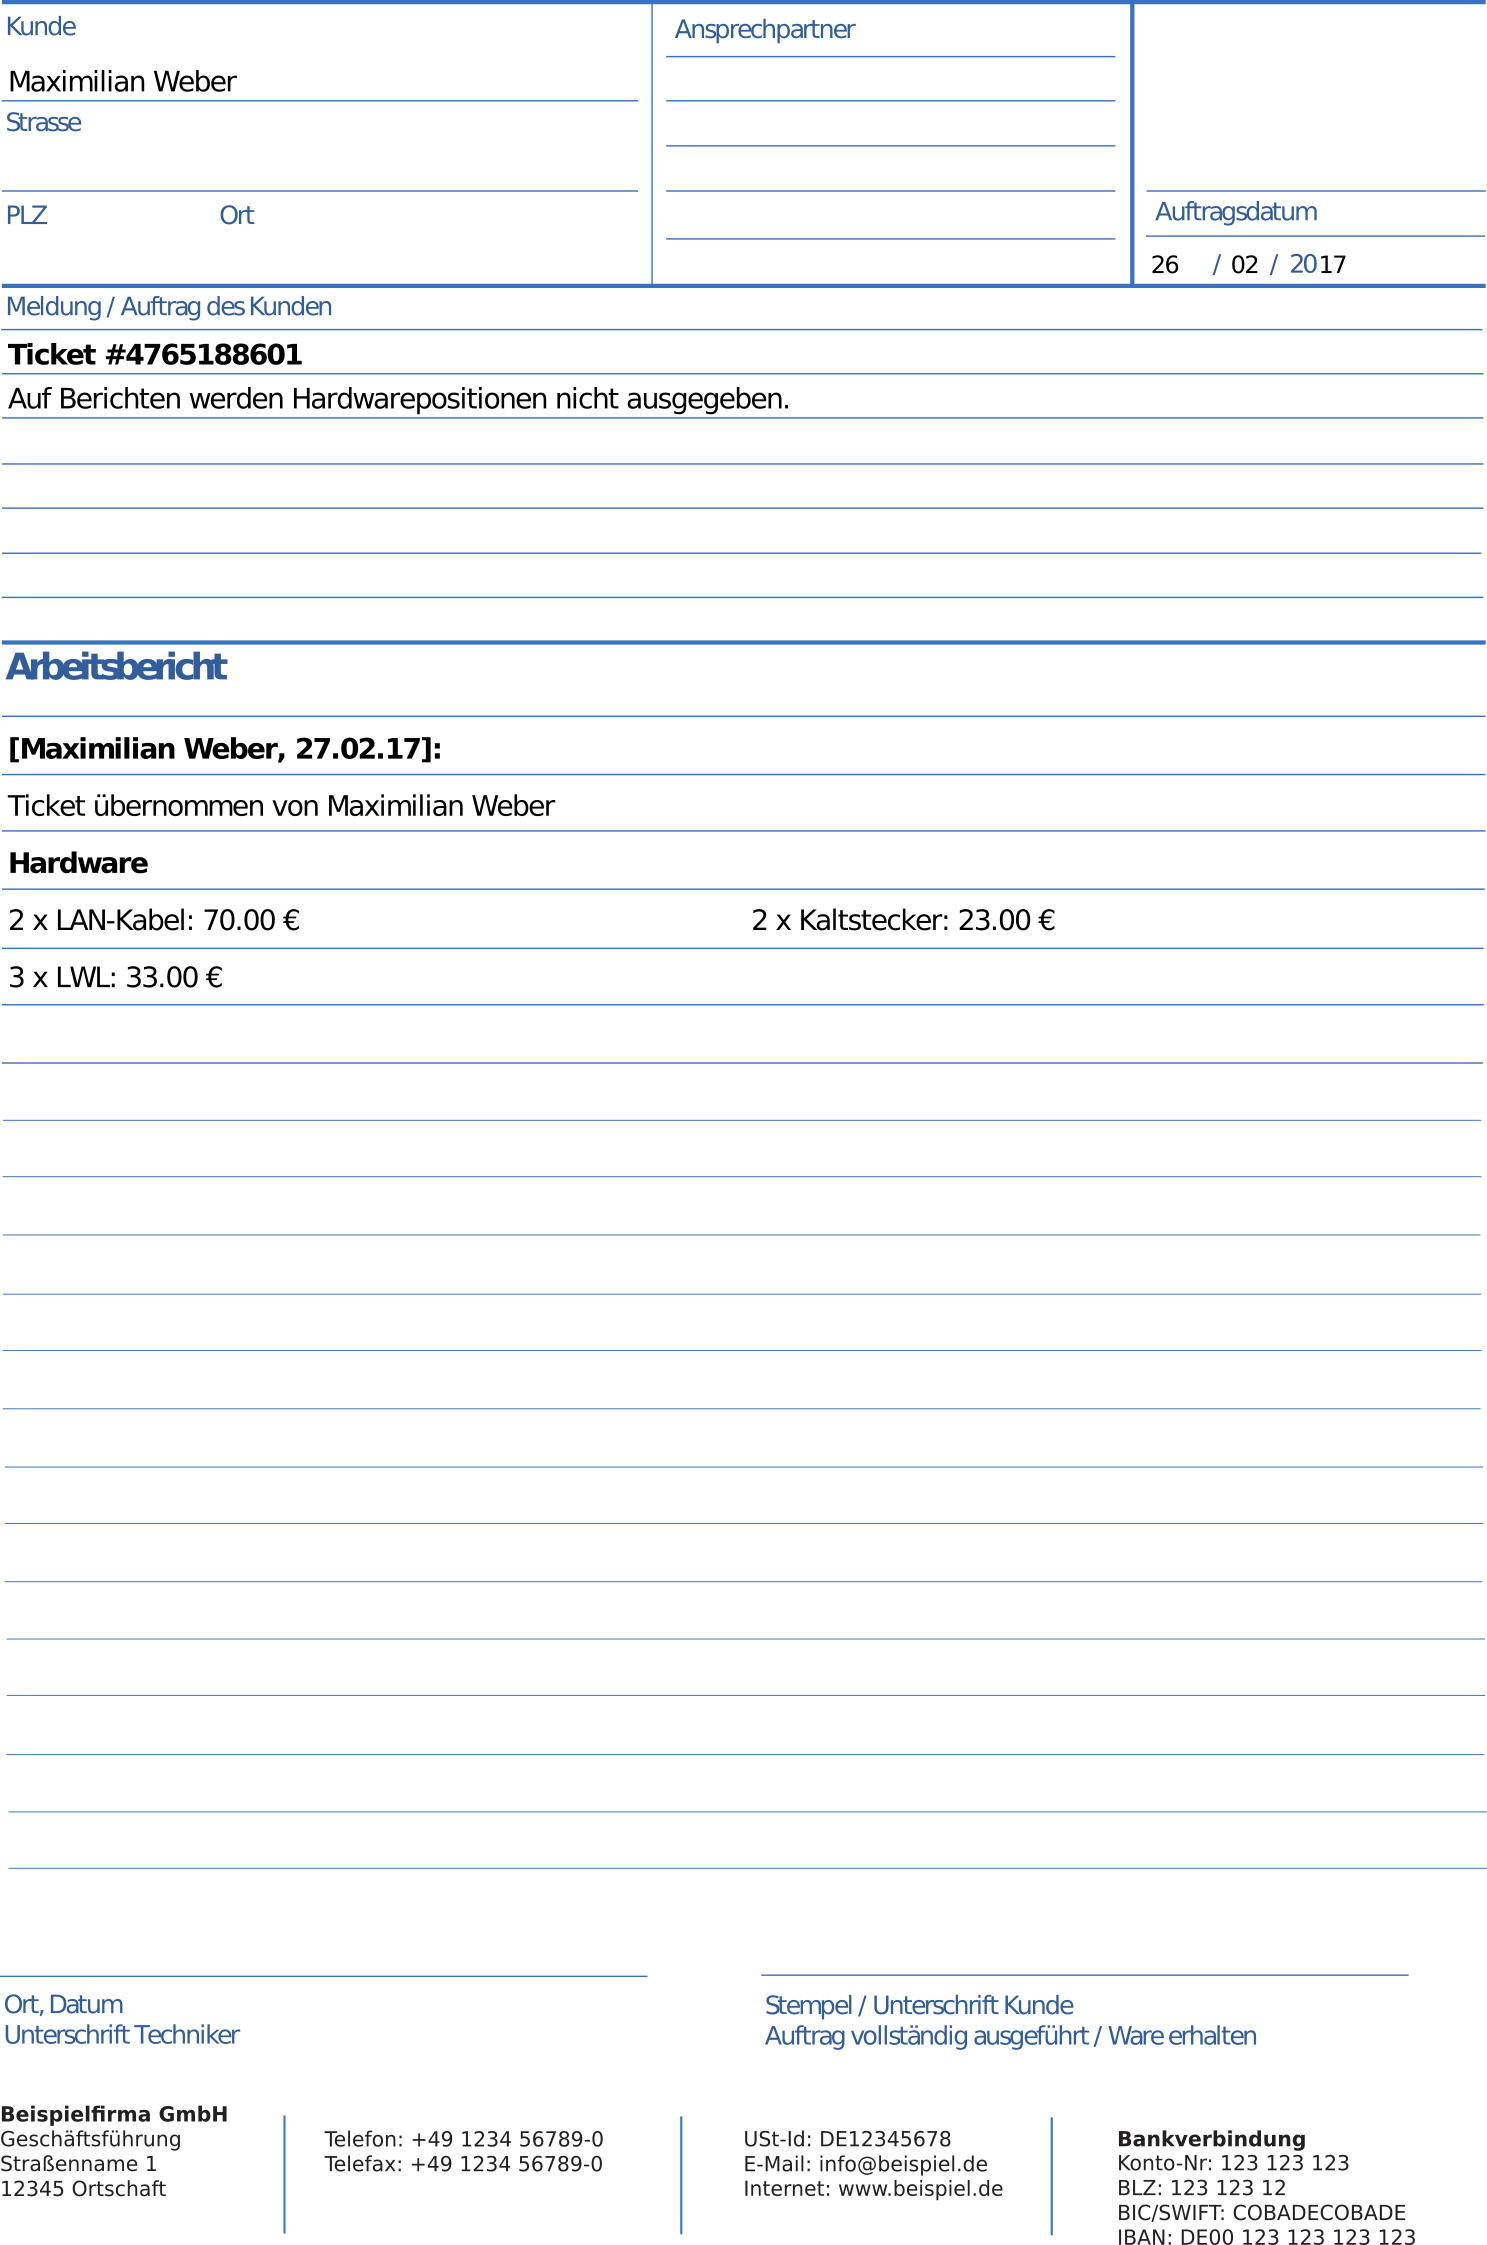 Kunde
Maximilian Weber
Strasse
PLZ Ort
Ansprechpartner
Auftragsdatum
26 / 02 / 2017
Meldung / Auftrag des Kunden
Ticket #4765188601
Auf Berichten werden Hardwarepositionen nicht ausgegeben.
Arbeitsbericht
[Maximilian Weber, 27.02.17]:
Ticket übernommen von Maximilian Weber
Hardware
2 x LAN-Kabel: 70.00 € 2 x Kaltstecker: 23.00 €
3 x LWL: 33.00 €
Ort, Datum
Unterschrift Techniker
Stempel / Unterschrift Kunde
Auftrag vollständig ausgeführt / Ware erhalten
Beispielfirma GmbH
Geschäftsführung
Straßenname 1
12345 Ortschaft
Telefon: +49 1234 56789-0
Telefax: +49 1234 56789-0
USt-Id: DE12345678
E-Mail: info@beispiel.de
Internet: www.beispiel.de
Bankverbindung
Konto-Nr: 123 123 123
BLZ: 123 123 12
BIC/SWIFT: COBADECOBADE
IBAN: DE00 123 123 123 123